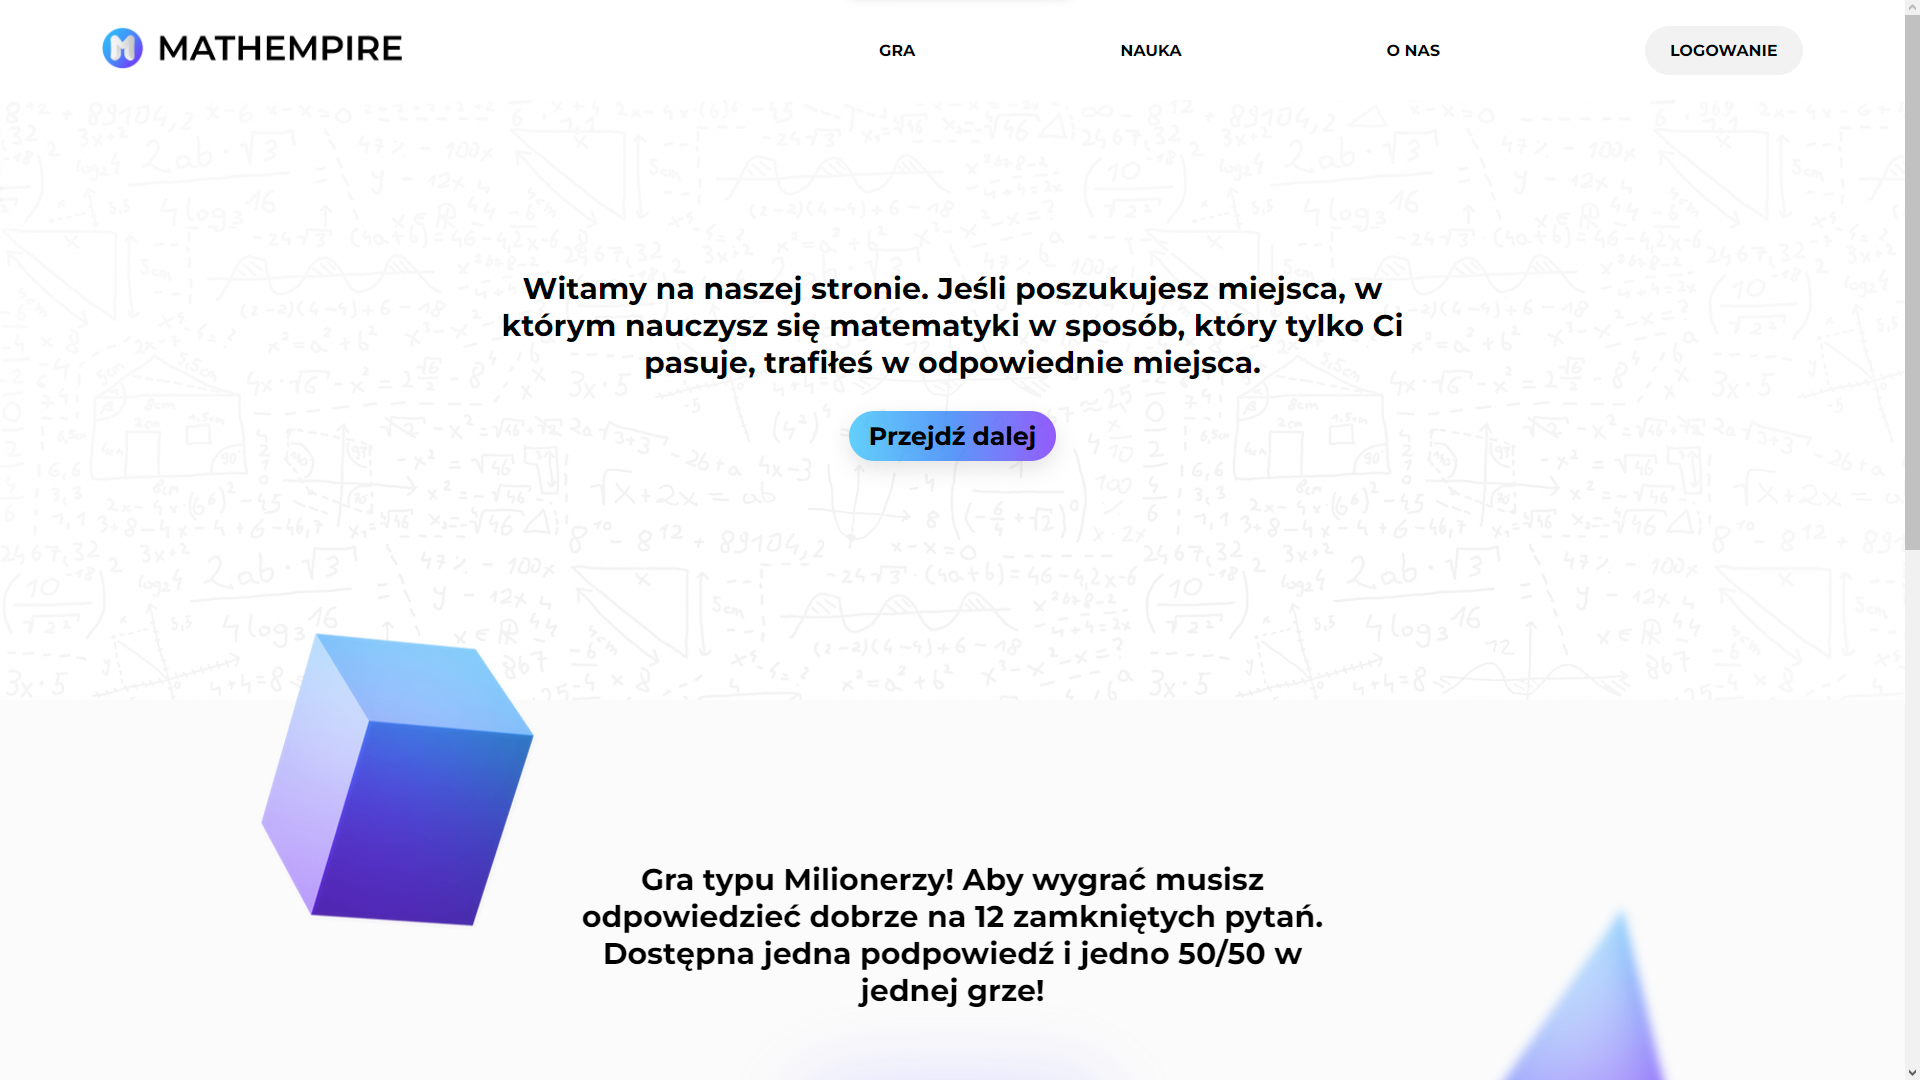 MATHEMPIRE
GRA
NAUKA
O NAS
LOGOWANIE
Witamy na naszej stronie. Jeśli poszukujesz miejsca, w
którym nauczysz się matematyki w sposób, który tylko Ci
pasuje, trafiłeś w odpowiednie miejsca.
Przejdź dalej
Gra typu Milionerzy! Aby wygrać musisz
odpowiedzieć dobrze na 12 zamkniętych pytań.
Dostępna jedna podpowiedź i jedno 50/50 w
jednej grze!